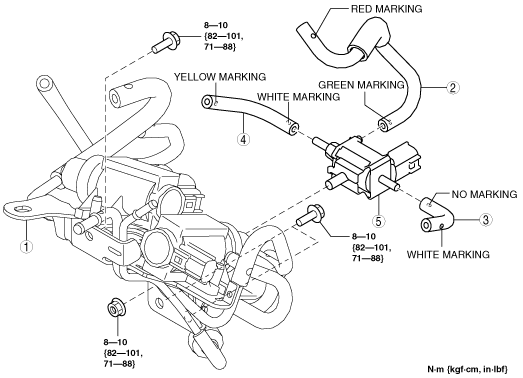 RED MARKING
8—10
{82—101,
71—88}
YELLOW MARKING
WHITE MARKING
GREEN MARKING
2
4
1
5
NO MARKING
3
WHITE MARKING
8—10
{82—101,
71—88}
8—10
{82—101,
71—88}
N·m {kgf·cm, in·lbf}